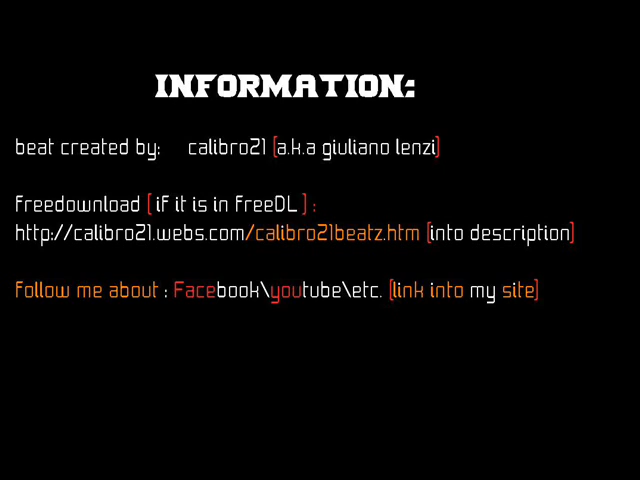 INFORMATION:
beat created by: calibro21 (a.k.a giuliano lenzi)
Freedownload ( if it is in FreeDL ) :
http://calibro21.webs.com/calibro21beatz.htm (into description)
Follow me about : Facebook\youtube\etc. (link into my site)